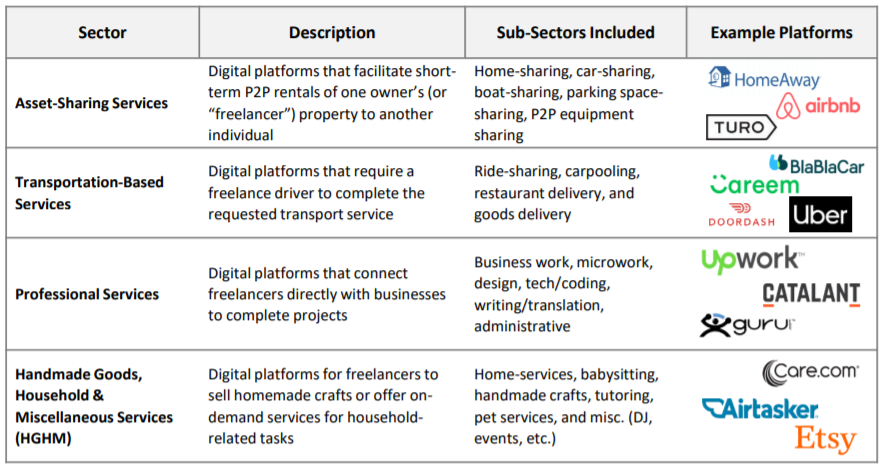 Sector
Description
Sub-Sectors Included
Example Platforms
Asset-Sharing Services
Digital platforms that facilitate short-
term P2P rentals of one owner's (or
"freelancer") property to another
individual
Home-sharing, car-sharing,
boat-sharing, parking space-
sharing, P2P equipment
sharing
HomeAway
airbnb
TURO
Transportation-Based
Services
Digital platforms that require a
freelance driver to complete the
requested transport service
Ride-sharing, carpooling,
restaurant delivery, and
goods delivery
BlaBlaCar
Careem
DOORDASH
Uber
Professional Services
Digital platforms that connect
freelancers directly with businesses
to complete projects
Business work, microwork,
design, tech/coding,
writing/translation,
administrative
Upwork™
CATALANT
guru™
Handmade Goods,
Household &
Miscellaneous Services
(HGHM)
Digital platforms for freelancers to
sell homemade crafts or offer on-
demand services for household-
related tasks
Home-services, babysitting,
handmade crafts, tutoring,
pet services, and misc. (DJ,
events, etc.)
Care.com
Airtasker
Etsy